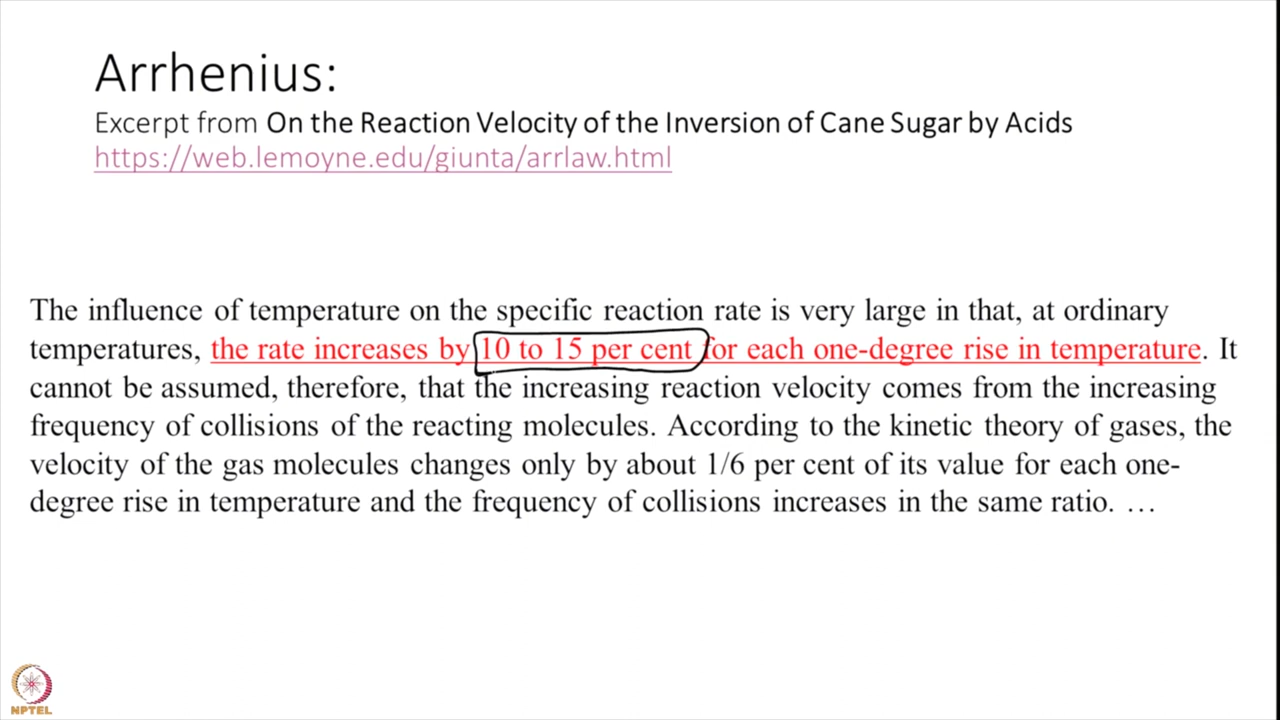 Arrhenius:
Excerpt from On the Reaction Velocity of the Inversion of Cane Sugar by Acids
https://web.lemoyne.edu/giunta/arrlaw.html
The influence of temperature on the specific reaction rate is very large in that, at ordinary
temperatures, the rate increases by 10 to 15 per cent for each one-degree rise in temperature. It
cannot be assumed, therefore, that the increasing reaction velocity comes from the increasing
frequency of collisions of the reacting molecules. According to the kinetic theory of gases, the
velocity of the gas molecules changes only by about 1/6 per cent of its value for each one-
degree rise in temperature and the frequency of collisions increases in the same ratio. …
NPTEL